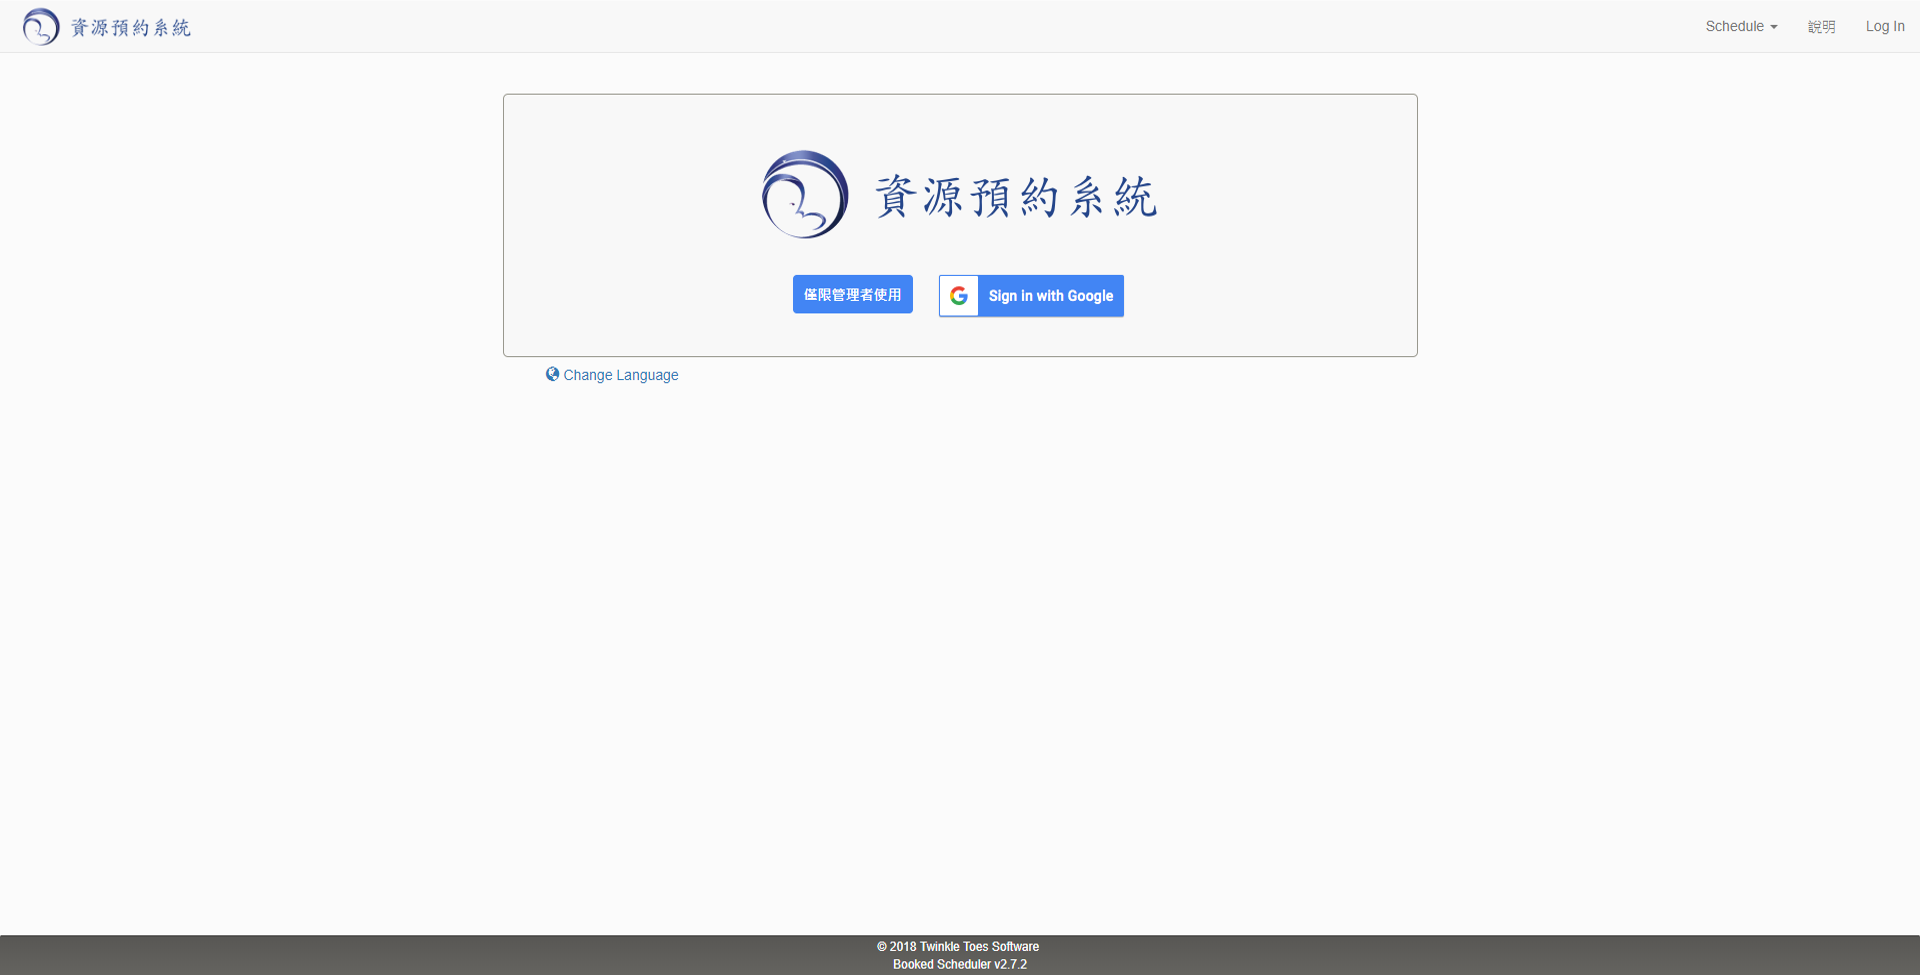 資源預約系統
Schedule
說明
Log In
資源預約系統
僅限管理者使用
Sign in with Google
Change Language
© 2018 Twinkle Toes Software
Booked Scheduler v2.7.2